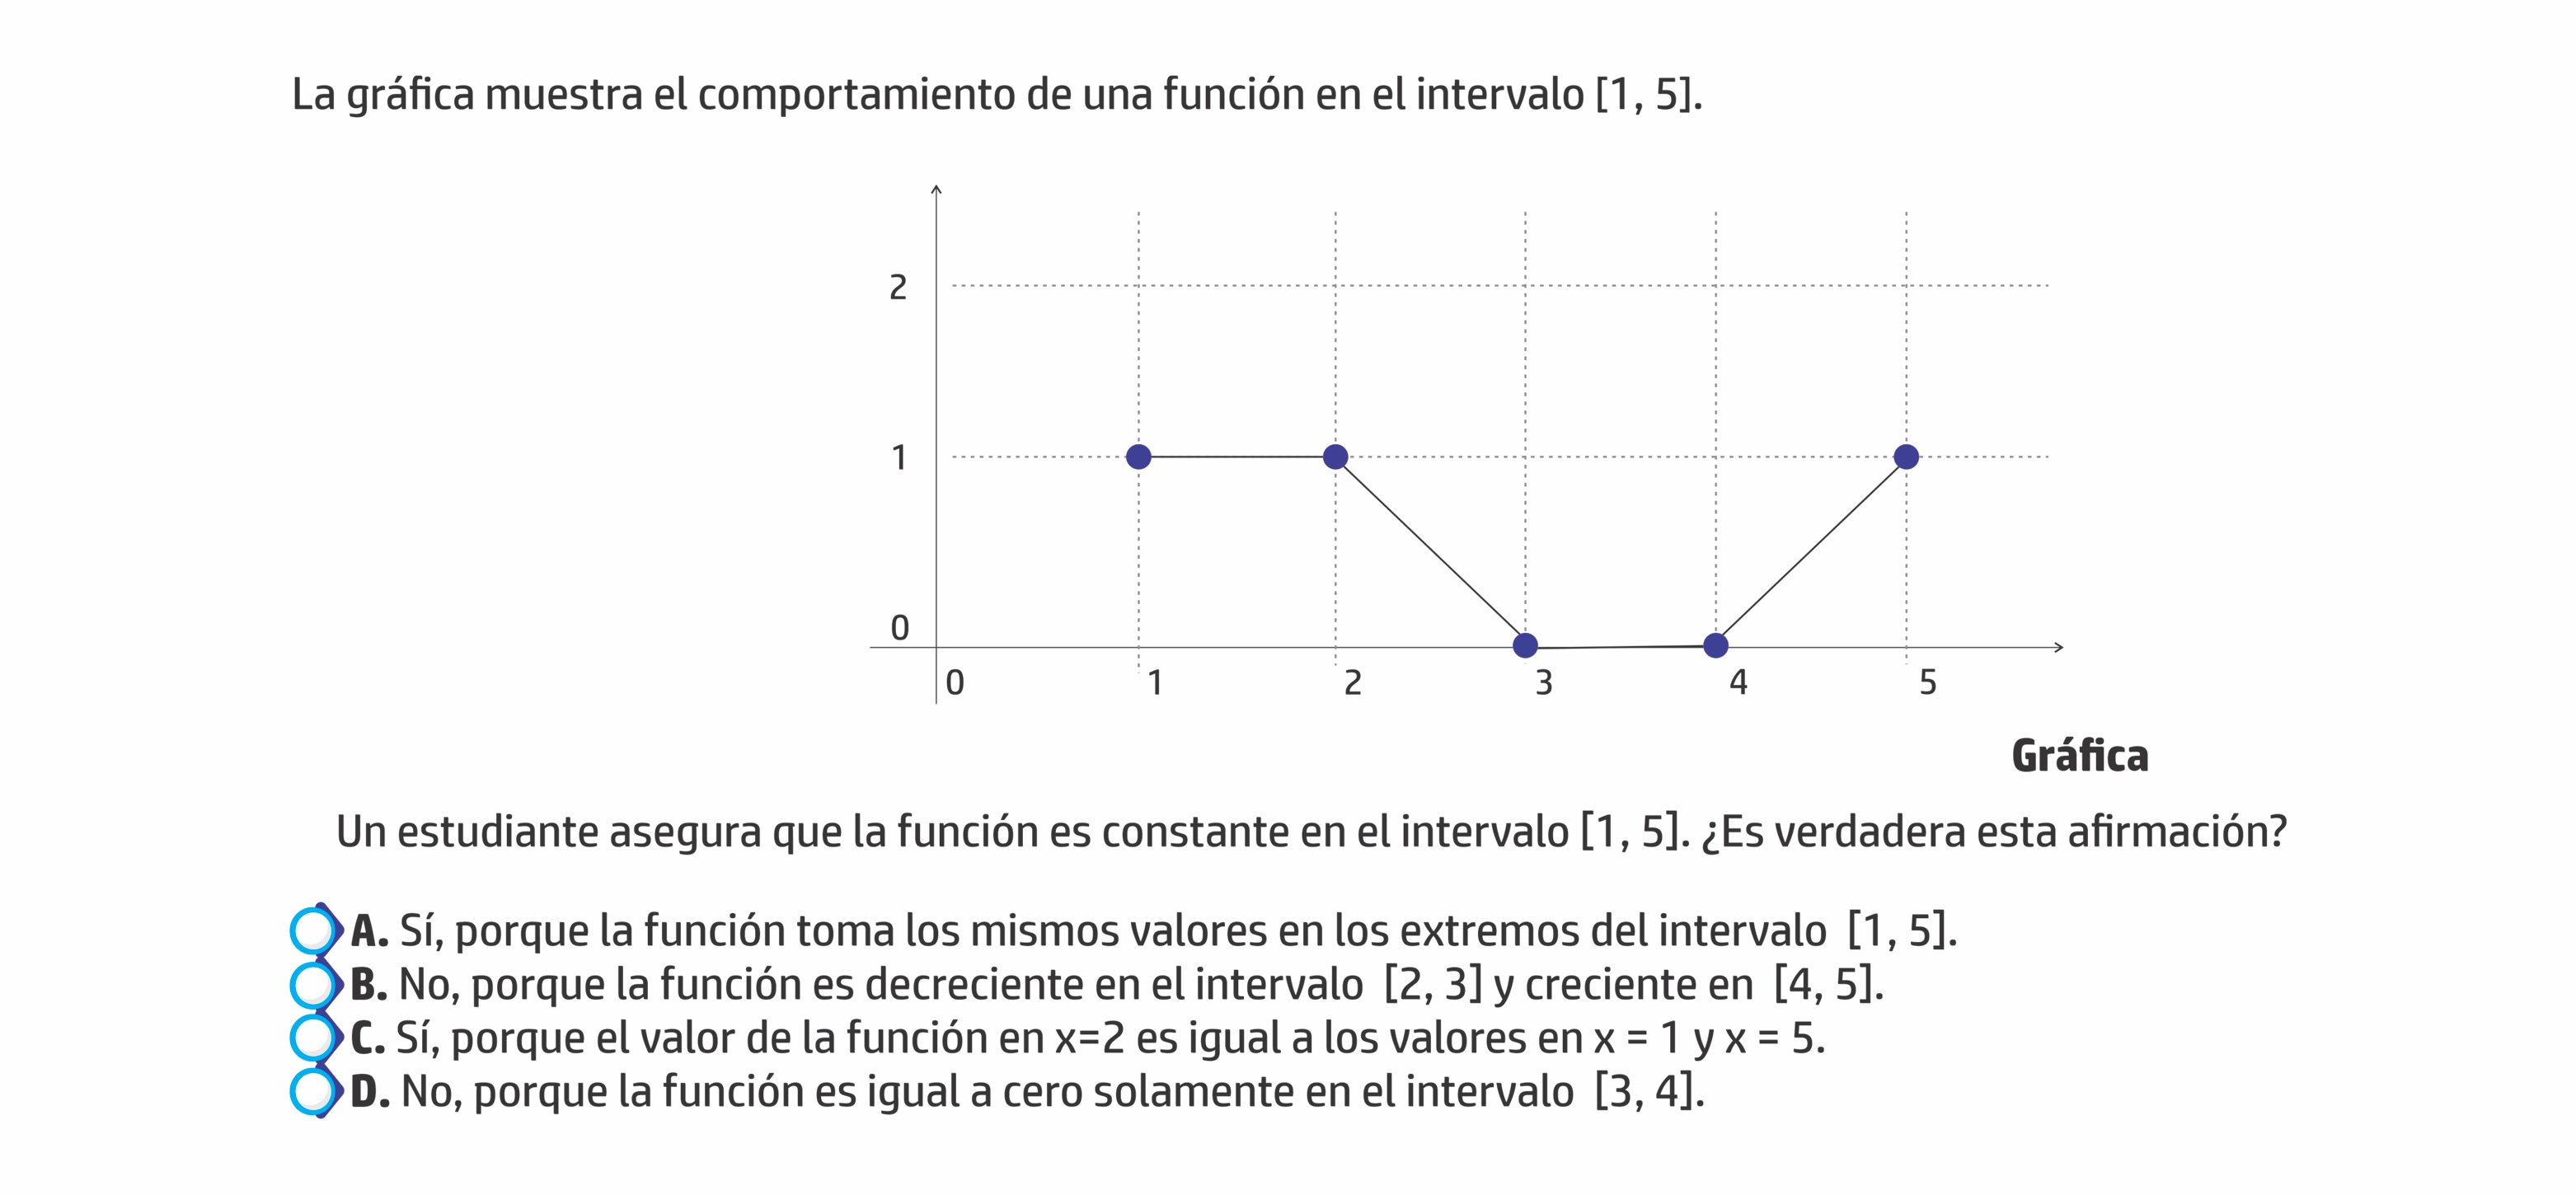 La gráfica muestra el comportamiento de una función en el intervalo [1, 5].
2
1
0
0 1 2 3 4 5
Gráfica
Un estudiante asegura que la función es constante en el intervalo [1, 5]. ¿Es verdadera esta afirmación?
A. Sí, porque la función toma los mismos valores en los extremos del intervalo [1, 5].
B. No, porque la función es decreciente en el intervalo [2, 3] y creciente en [4, 5].
C. Sí, porque el valor de la función en x=2 es igual a los valores en x = 1 y x = 5.
D. No, porque la función es igual a cero solamente en el intervalo [3, 4].